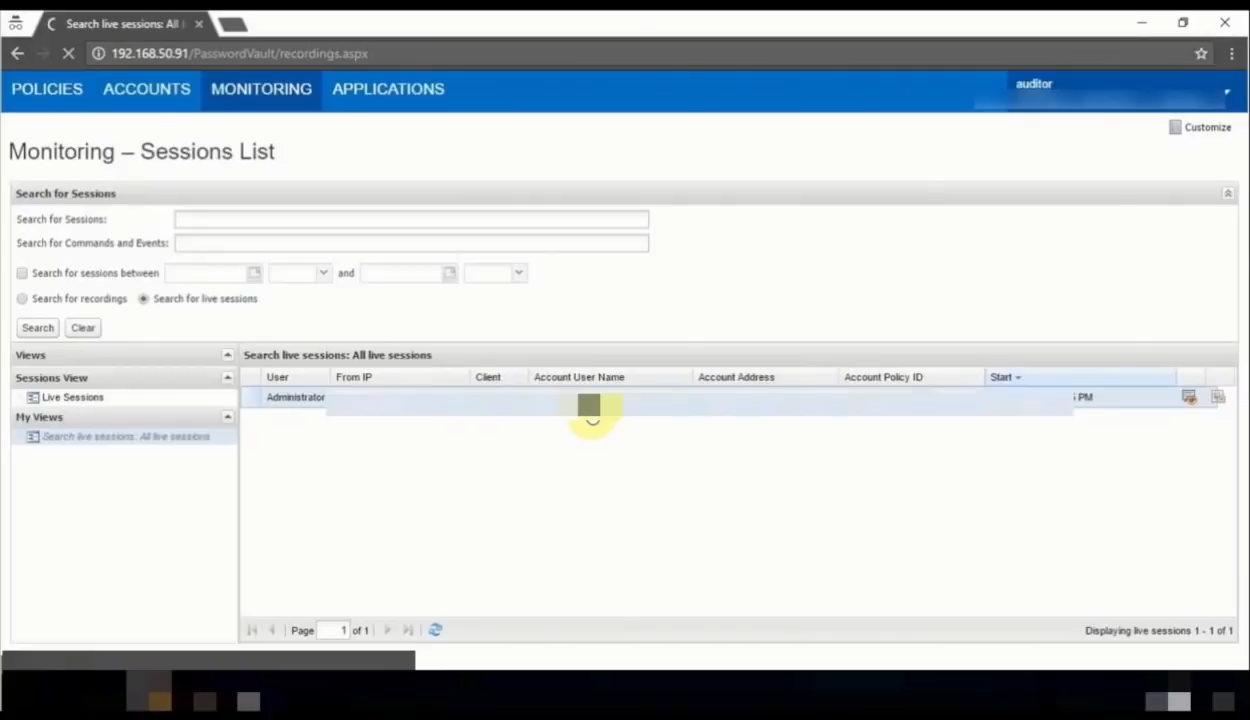 Search live sessions: All
192.168.50.91/PasswordVault/recordings.aspx
POLICIES ACCOUNTS MONITORING APPLICATIONS auditor
Customize
Monitoring – Sessions List
Search for Sessions
Search for Sessions:
Search for Commands and Events:
Search for sessions between and
Search for recordings Search for live sessions
Search Clear
Views Search live sessions: All live sessions
Sessions View User From IP Client Account User Name Account Address Account Policy ID Start
Live Sessions Administrator PM
My Views
Search live sessions: All live sessions
Page 1 of 1 Displaying live sessions 1 - 1 of 1